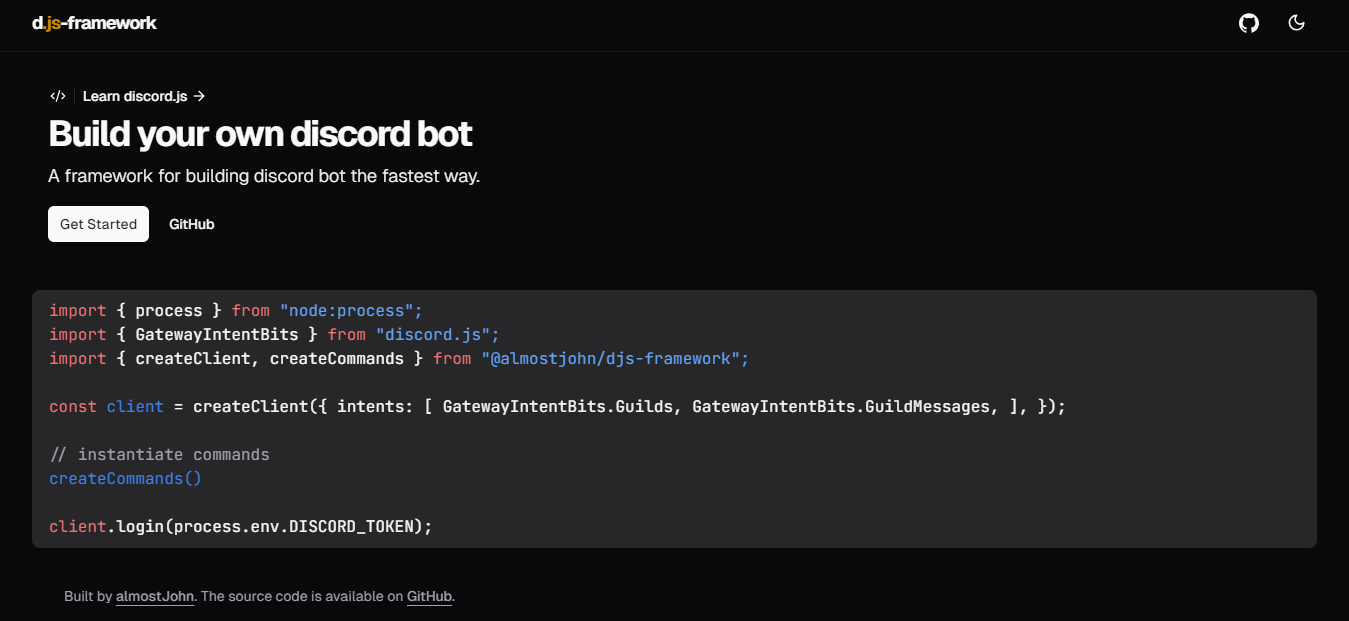 d.js-framework
</> Learn discord.js →
Build your own discord bot
A framework for building discord bot the fastest way.
Get Started GitHub
import { process } from "node:process";
import { GatewayIntentBits } from "discord.js";
import { createClient, createCommands } from "@almostjohn/djs-framework";
const client = createClient({ intents: [ GatewayIntentBits.Guilds, GatewayIntentBits.GuildMessages, ], });
// instantiate commands
createCommands()
client.login(process.env.DISCORD_TOKEN);
Built by almostJohn. The source code is available on GitHub.